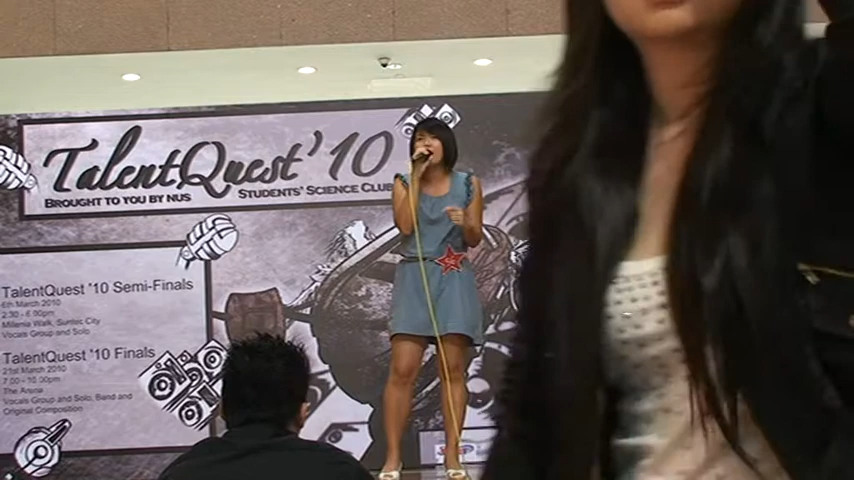 TalentQuest'10
BROUGHT TO YOU BY NUS STUDENTS' SCIENCE CLUB
TalentQuest '10 Semi-Finals
6th March 2010
2.30 - 6.00pm
Millenia Walk, Suntec City
Vocals Group and Solo
TalentQuest '10 Finals
21st March 2010
7.00 - 10.30pm
The Arena
Vocals Group and Solo, Band and
Original Composition